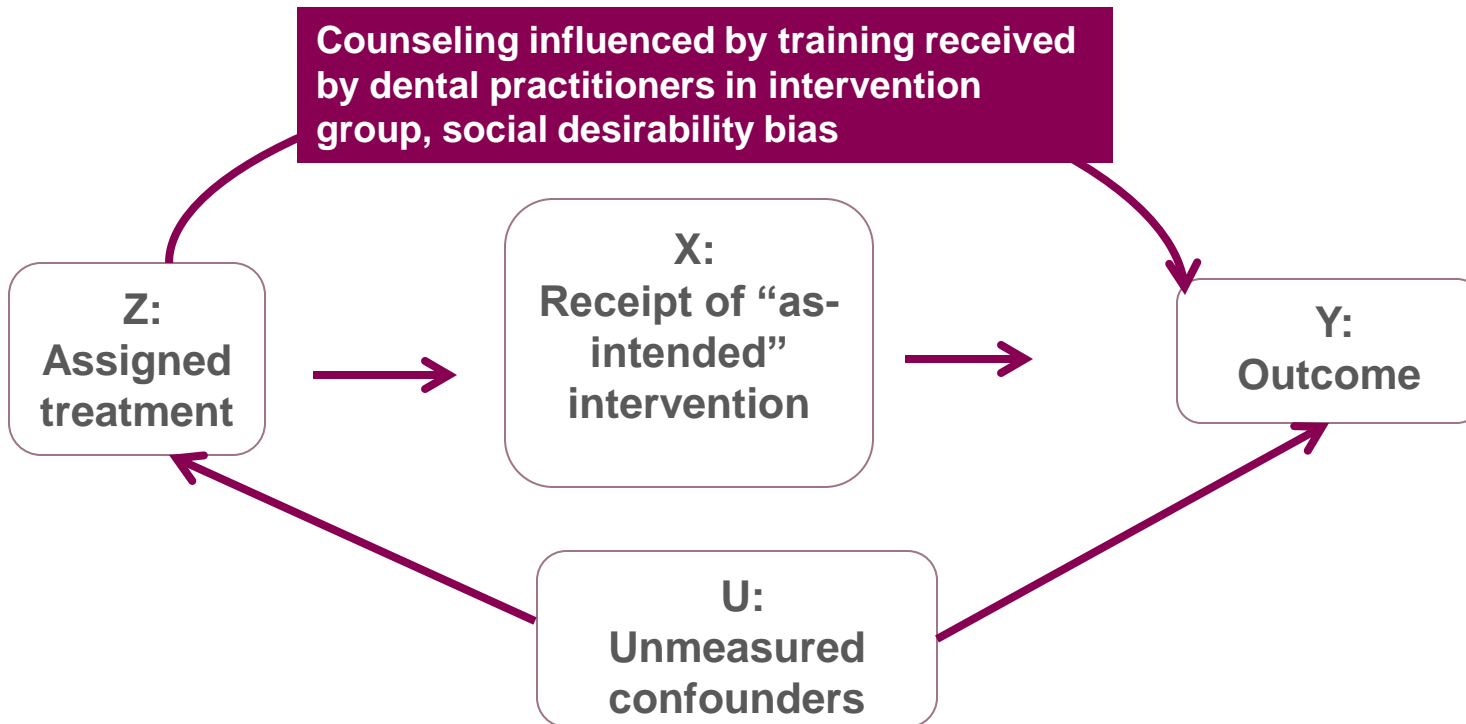 Counseling influenced by training received
by dental practitioners in intervention
group, social desirability bias
Z:
Assigned
treatment
X:
Receipt of “as-
intended”
intervention
Y:
Outcome
U:
Unmeasured
confounders